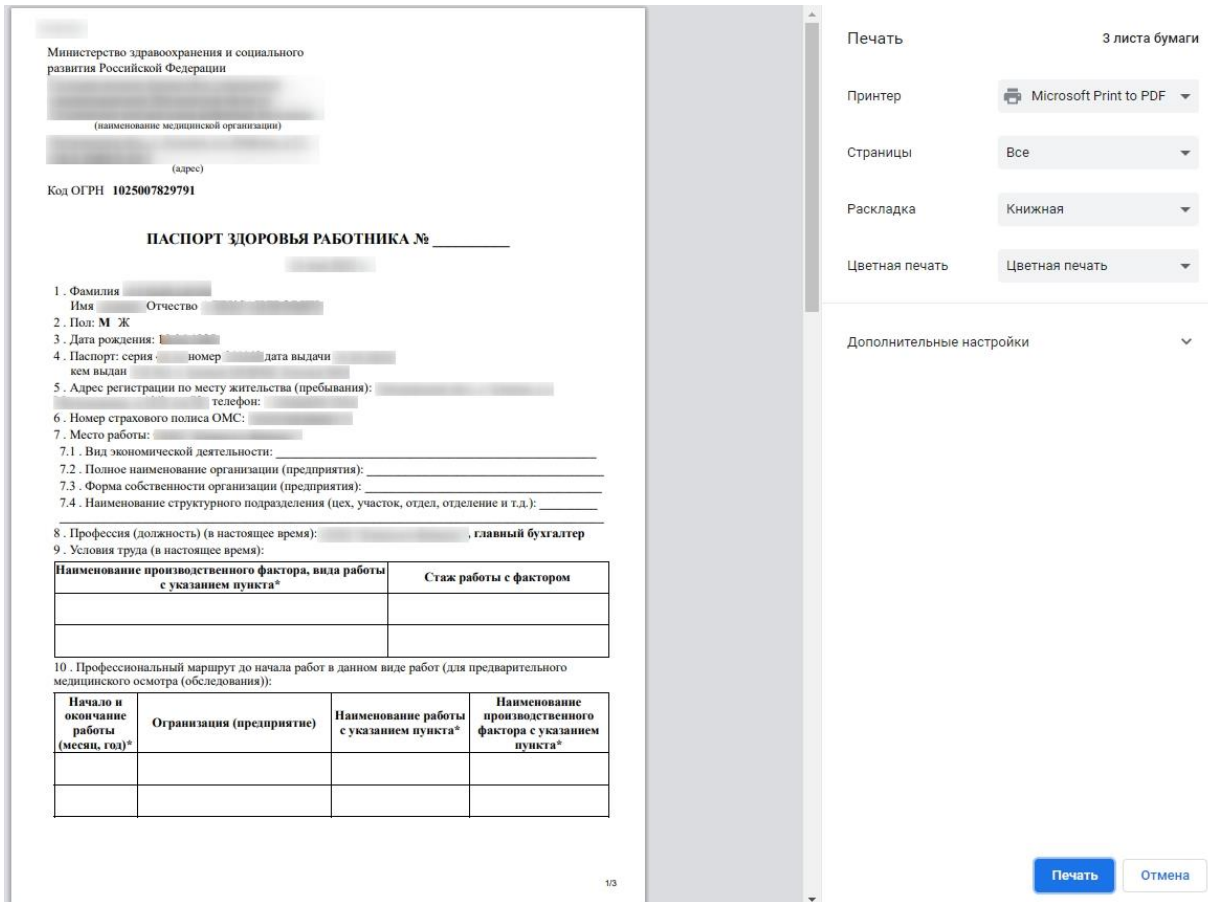 Министерство здравоохранения и социального
развития Российской Федерации
(наименование медицинской организации)
(адрес)
Код ОГРН 1025007829791
ПАСПОРТ ЗДОРОВЬЯ РАБОТНИКА № __________
1 . Фамилия
Имя Отчество
2 . Пол: М Ж
3 . Дата рождения:
4 . Паспорт: серия номер дата выдачи
кем выдан
5 . Адрес регистрации по месту жительства (пребывания):
телефон:
6 . Номер страхового полиса ОМС:
7 . Место работы:
7.1 . Вид экономической деятельности:
7.2 . Полное наименование организации (предприятия):
7.3 . Форма собственности организации (предприятия):
7.4 . Наименование структурного подразделения (цех, участок, отдел, отделение и т.д.):
8 . Профессия (должность) (в настоящее время): , главный бухгалтер
9 . Условия труда (в настоящее время):
Наименование производственного фактора, вида работы
с указанием пункта*
Стаж работы с фактором
10 . Профессиональный маршрут до начала работ в данном виде работ (для предварительного
медицинского осмотра (обследования)):
Начало и
окончание
работы
(месяц, год)*
Огранизация (предприятие)
Наименование работы
с указанием пункта*
Наименование
производственного
фактора с указанием
пункта*
1/3
Печать
3 листа бумаги
Принтер
Microsoft Print to PDF
Страницы
Все
Раскладка
Книжная
Цветная печать
Цветная печать
Дополнительные настройки
Печать
Отмена